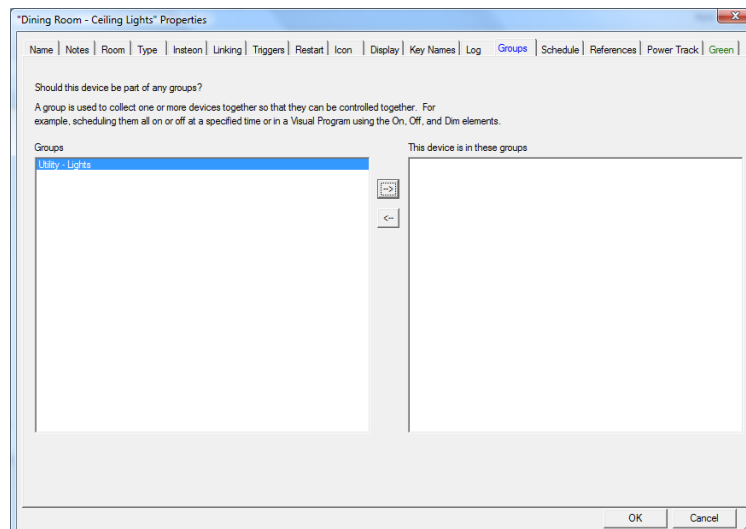 "Dining Room - Ceiling Lights" Properties
Name Notes Room Type Insteon Linking Triggers Restart Icon Display Key Names Log Groups Schedule References Power Track Green
Should this device be part of any groups?
A group is used to collect one or more devices together so that they can be controlled together. For
example, scheduling them all on or off at a specified time or in a Visual Program using the On, Off, and Dim elements.
Groups This device is in these groups
Utility - Lights
-->
<--
OK Cancel